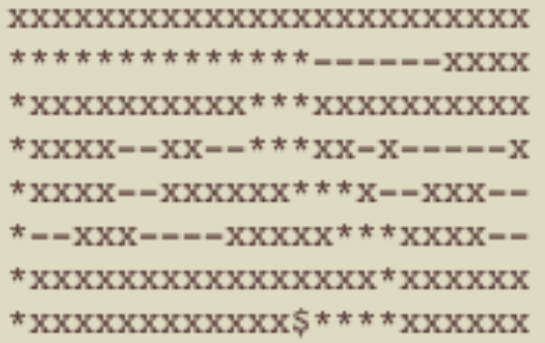 xxxxxxxxxxxxxxxxxxxxxxxx
**************------xxxx
*xxxxxxxxxx***xxxxxxxxxx
*xxxx--xx--***xx-x-----x
*xxxx--xxxxxx***x--xxx--
*--xxx----xxxxx***xxxx--
*xxxxxxxxxxxxxxxx*xxxxxx
*xxxxxxxxxxxx$****xxxxxx